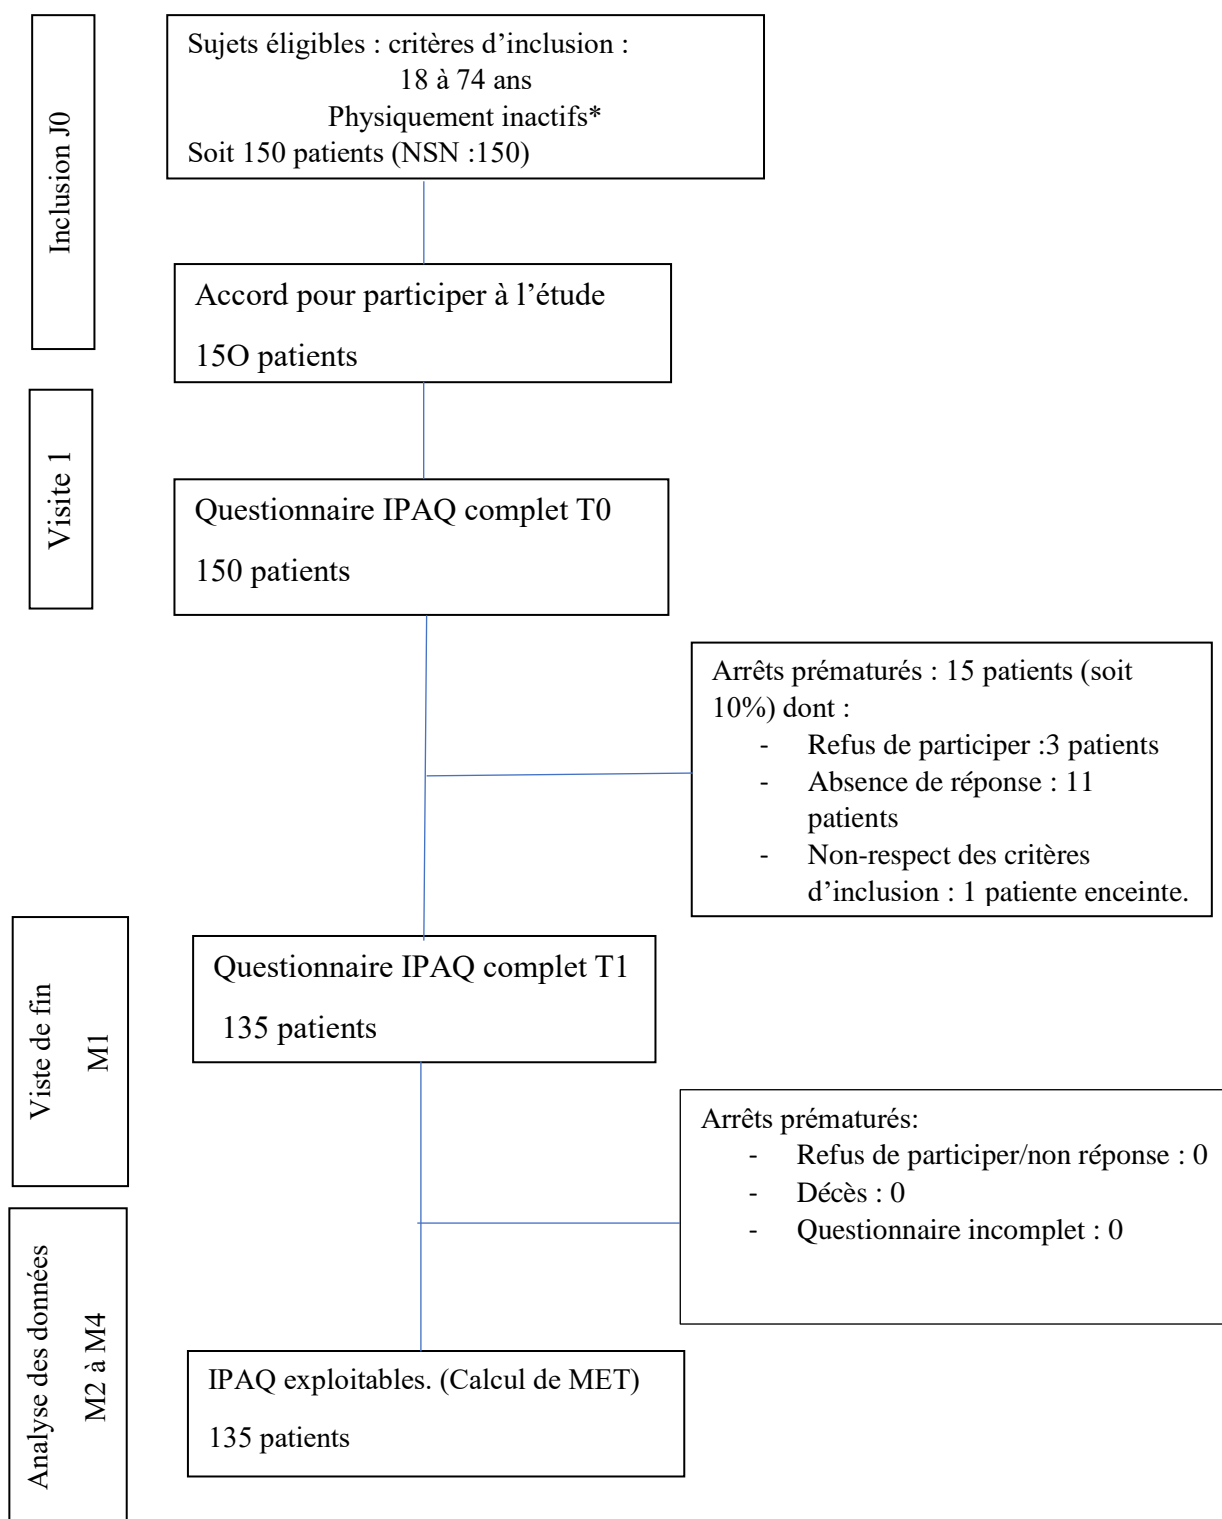 Inclusion J0
Sujets éligibles : critères d’inclusion :
18 à 74 ans
Physiquement inactifs*
Soit 150 patients (NSN :150)
Accord pour participer à l’étude
15O patients
Visite 1
Questionnaire IPAQ complet T0
150 patients
Arrêts prématurés : 15 patients (soit
10%) dont :
- Refus de participer :3 patients
- Absence de réponse : 11
patients
- Non-respect des critères
d’inclusion : 1 patiente enceinte.
Viste de fin
M1
Questionnaire IPAQ complet T1
135 patients
Arrêts prématurés:
- Refus de participer/non réponse : 0
- Décès : 0
- Questionnaire incomplet : 0
Analyse des données
M2 à M4
IPAQ exploitables. (Calcul de MET)
135 patients